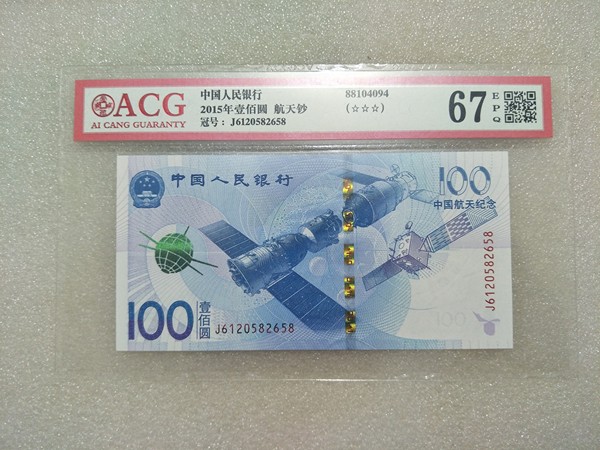 ACG
AI CANG GUARANTY
中国人民银行
2015年壹佰圆 航天钞
冠号: J6120582658
88104094
(☆☆☆)
67
EPQ
中国人民银行
100
中国航天纪念
J6120582658
100
壹佰圆
J6120582658
100